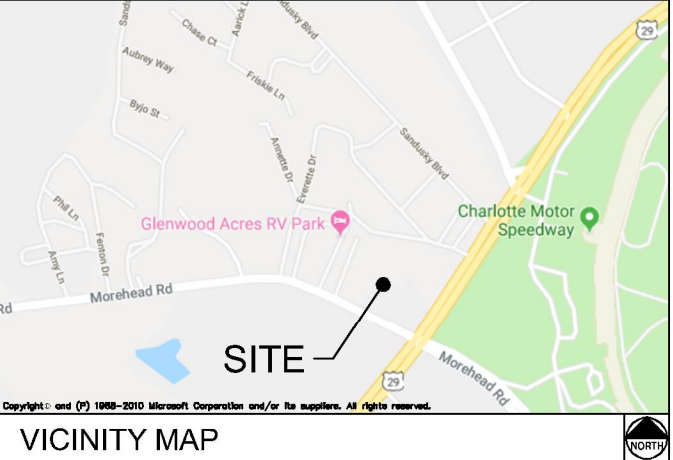 Sand
Chase Ct
Aarick L
dusky Blvd
29
Aubrey Way
Friskie Ln
Byjo St
Annette Dr
Everette Dr
Sandusky Blvd
Phil Ln
Fenton Dr
Amy Ln
Glenwood Acres RV Park
Charlotte Motor
Speedway
Rd
Morehead Rd
SITE
29
Morehead Rd
Copyright© and (P) 1988–2010 Microsoft Corporation and/or its suppliers. All rights reserved.
VICINITY MAP
NORTH